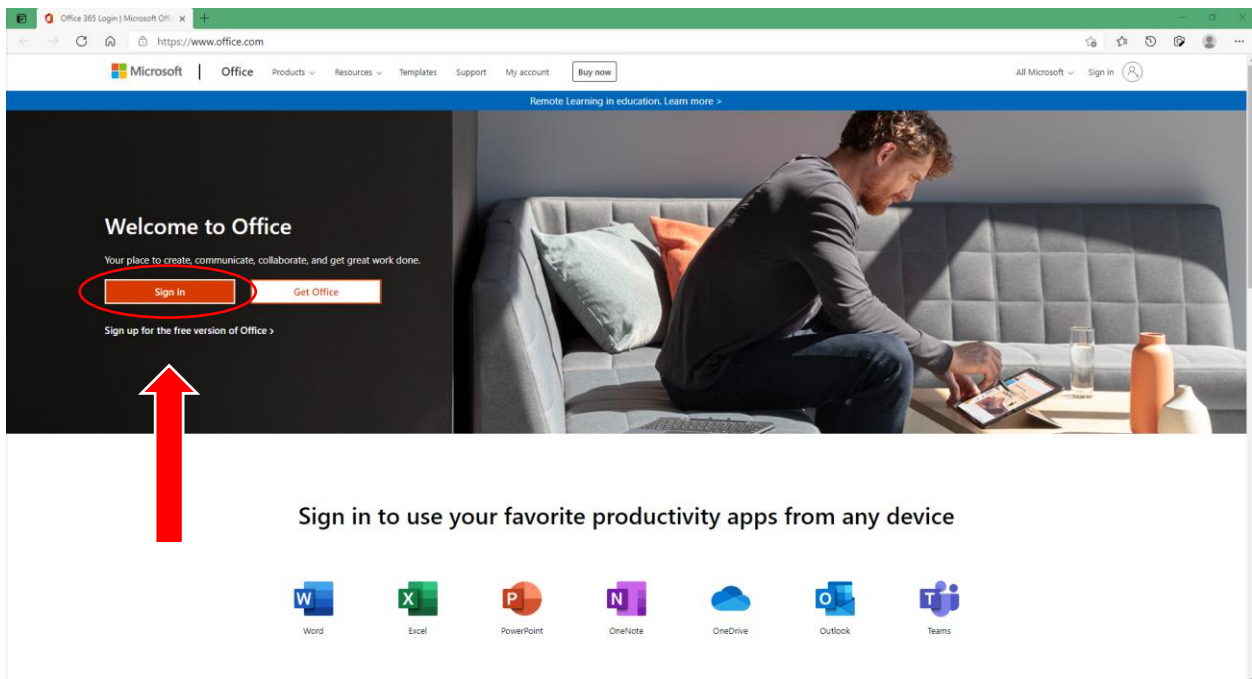 Office 365 Login | Microsoft Offi
https://www.office.com
Microsoft Office Products Resources Templates Support My account Buy now All Microsoft Sign in
Remote Learning in education. Learn more >
Welcome to Office
Your place to create, communicate, collaborate, and get great work done.
Sign in Get Office
Sign up for the free version of Office >
Sign in to use your favorite productivity apps from any device
W X P N O T
Word Excel PowerPoint OneNote OneDrive Outlook Teams